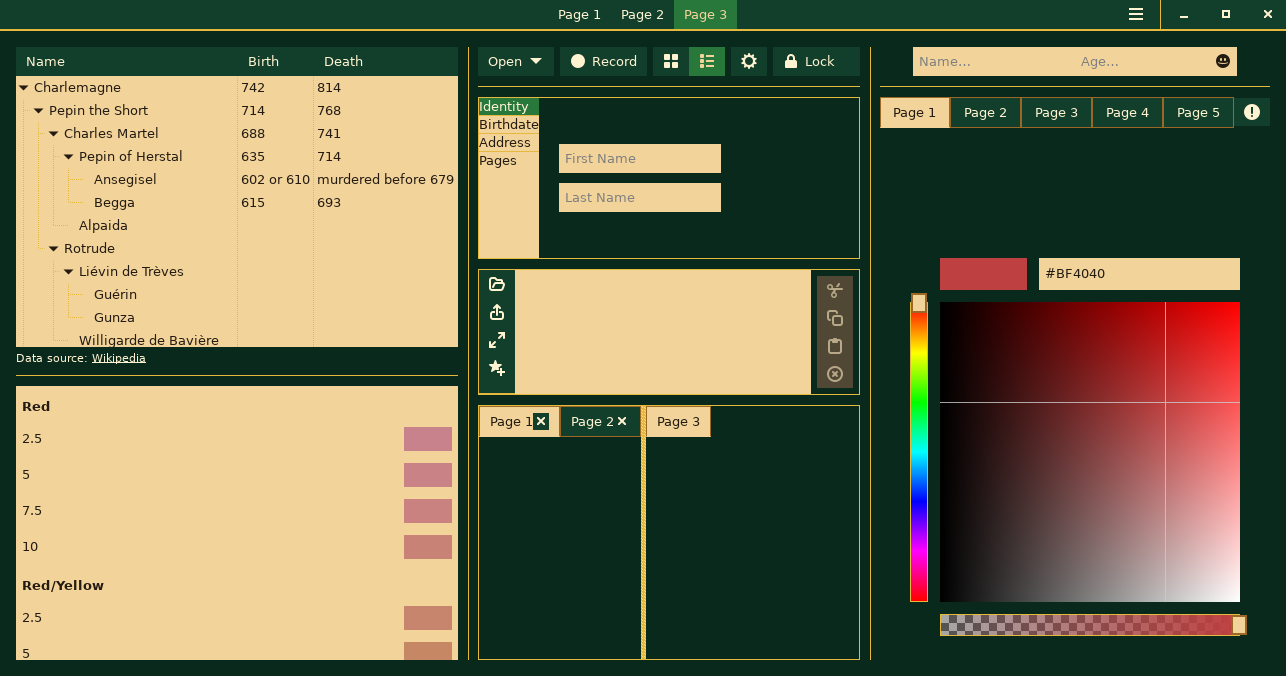 Page 1 Page 2 Page 3
Name Birth Death
Charlemagne 742 814
Pepin the Short 714 768
Charles Martel 688 741
Pepin of Herstal 635 714
Ansegisel 602 or 610 murdered before 679
Begga 615 693
Alpaida
Rotrude
Liévin de Trèves
Guérin
Gunza
Willigarde de Bavière
Data source: Wikipedia
Red
2.5
5
7.5
10
Red/Yellow
2.5
5
Open Record Lock
Identity
Birthdate
Address
Pages
First Name
Last Name
Page 1 Page 2 Page 3
Name... Age...
Page 1 Page 2 Page 3 Page 4 Page 5
#BF4040